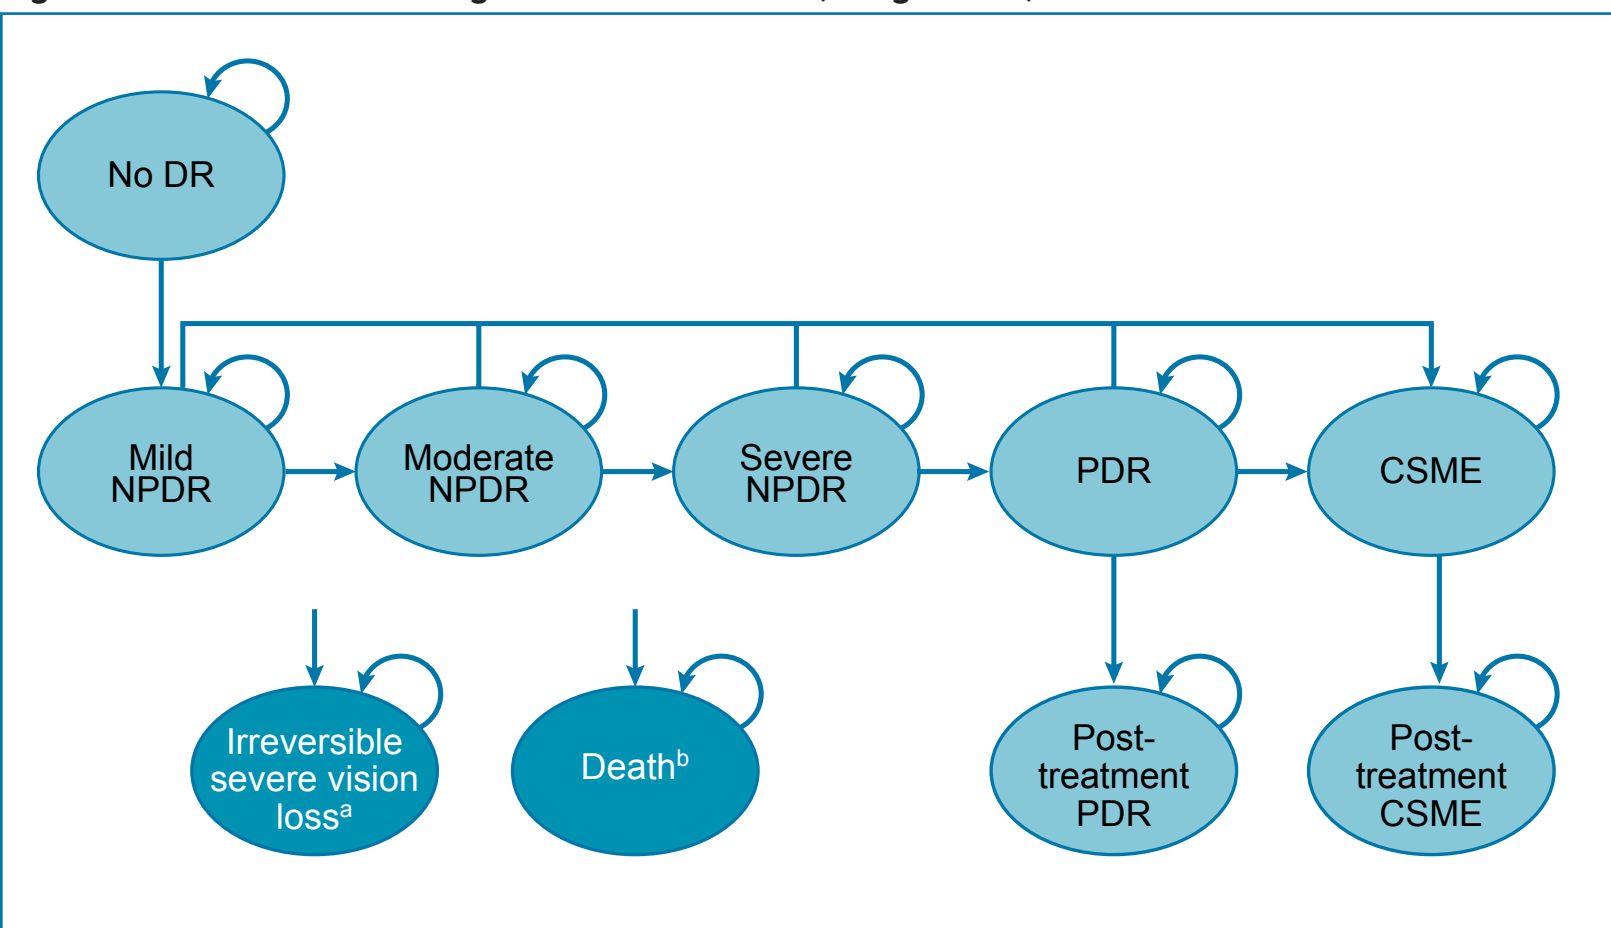 No DR
Mild
NPDR
Moderate
NPDR
Severe
NPDR
PDR
CSME
Irreversible
severe vision
lossᵃ
Deathᵇ
Post-
treatment
PDR
Post-
treatment
CSME